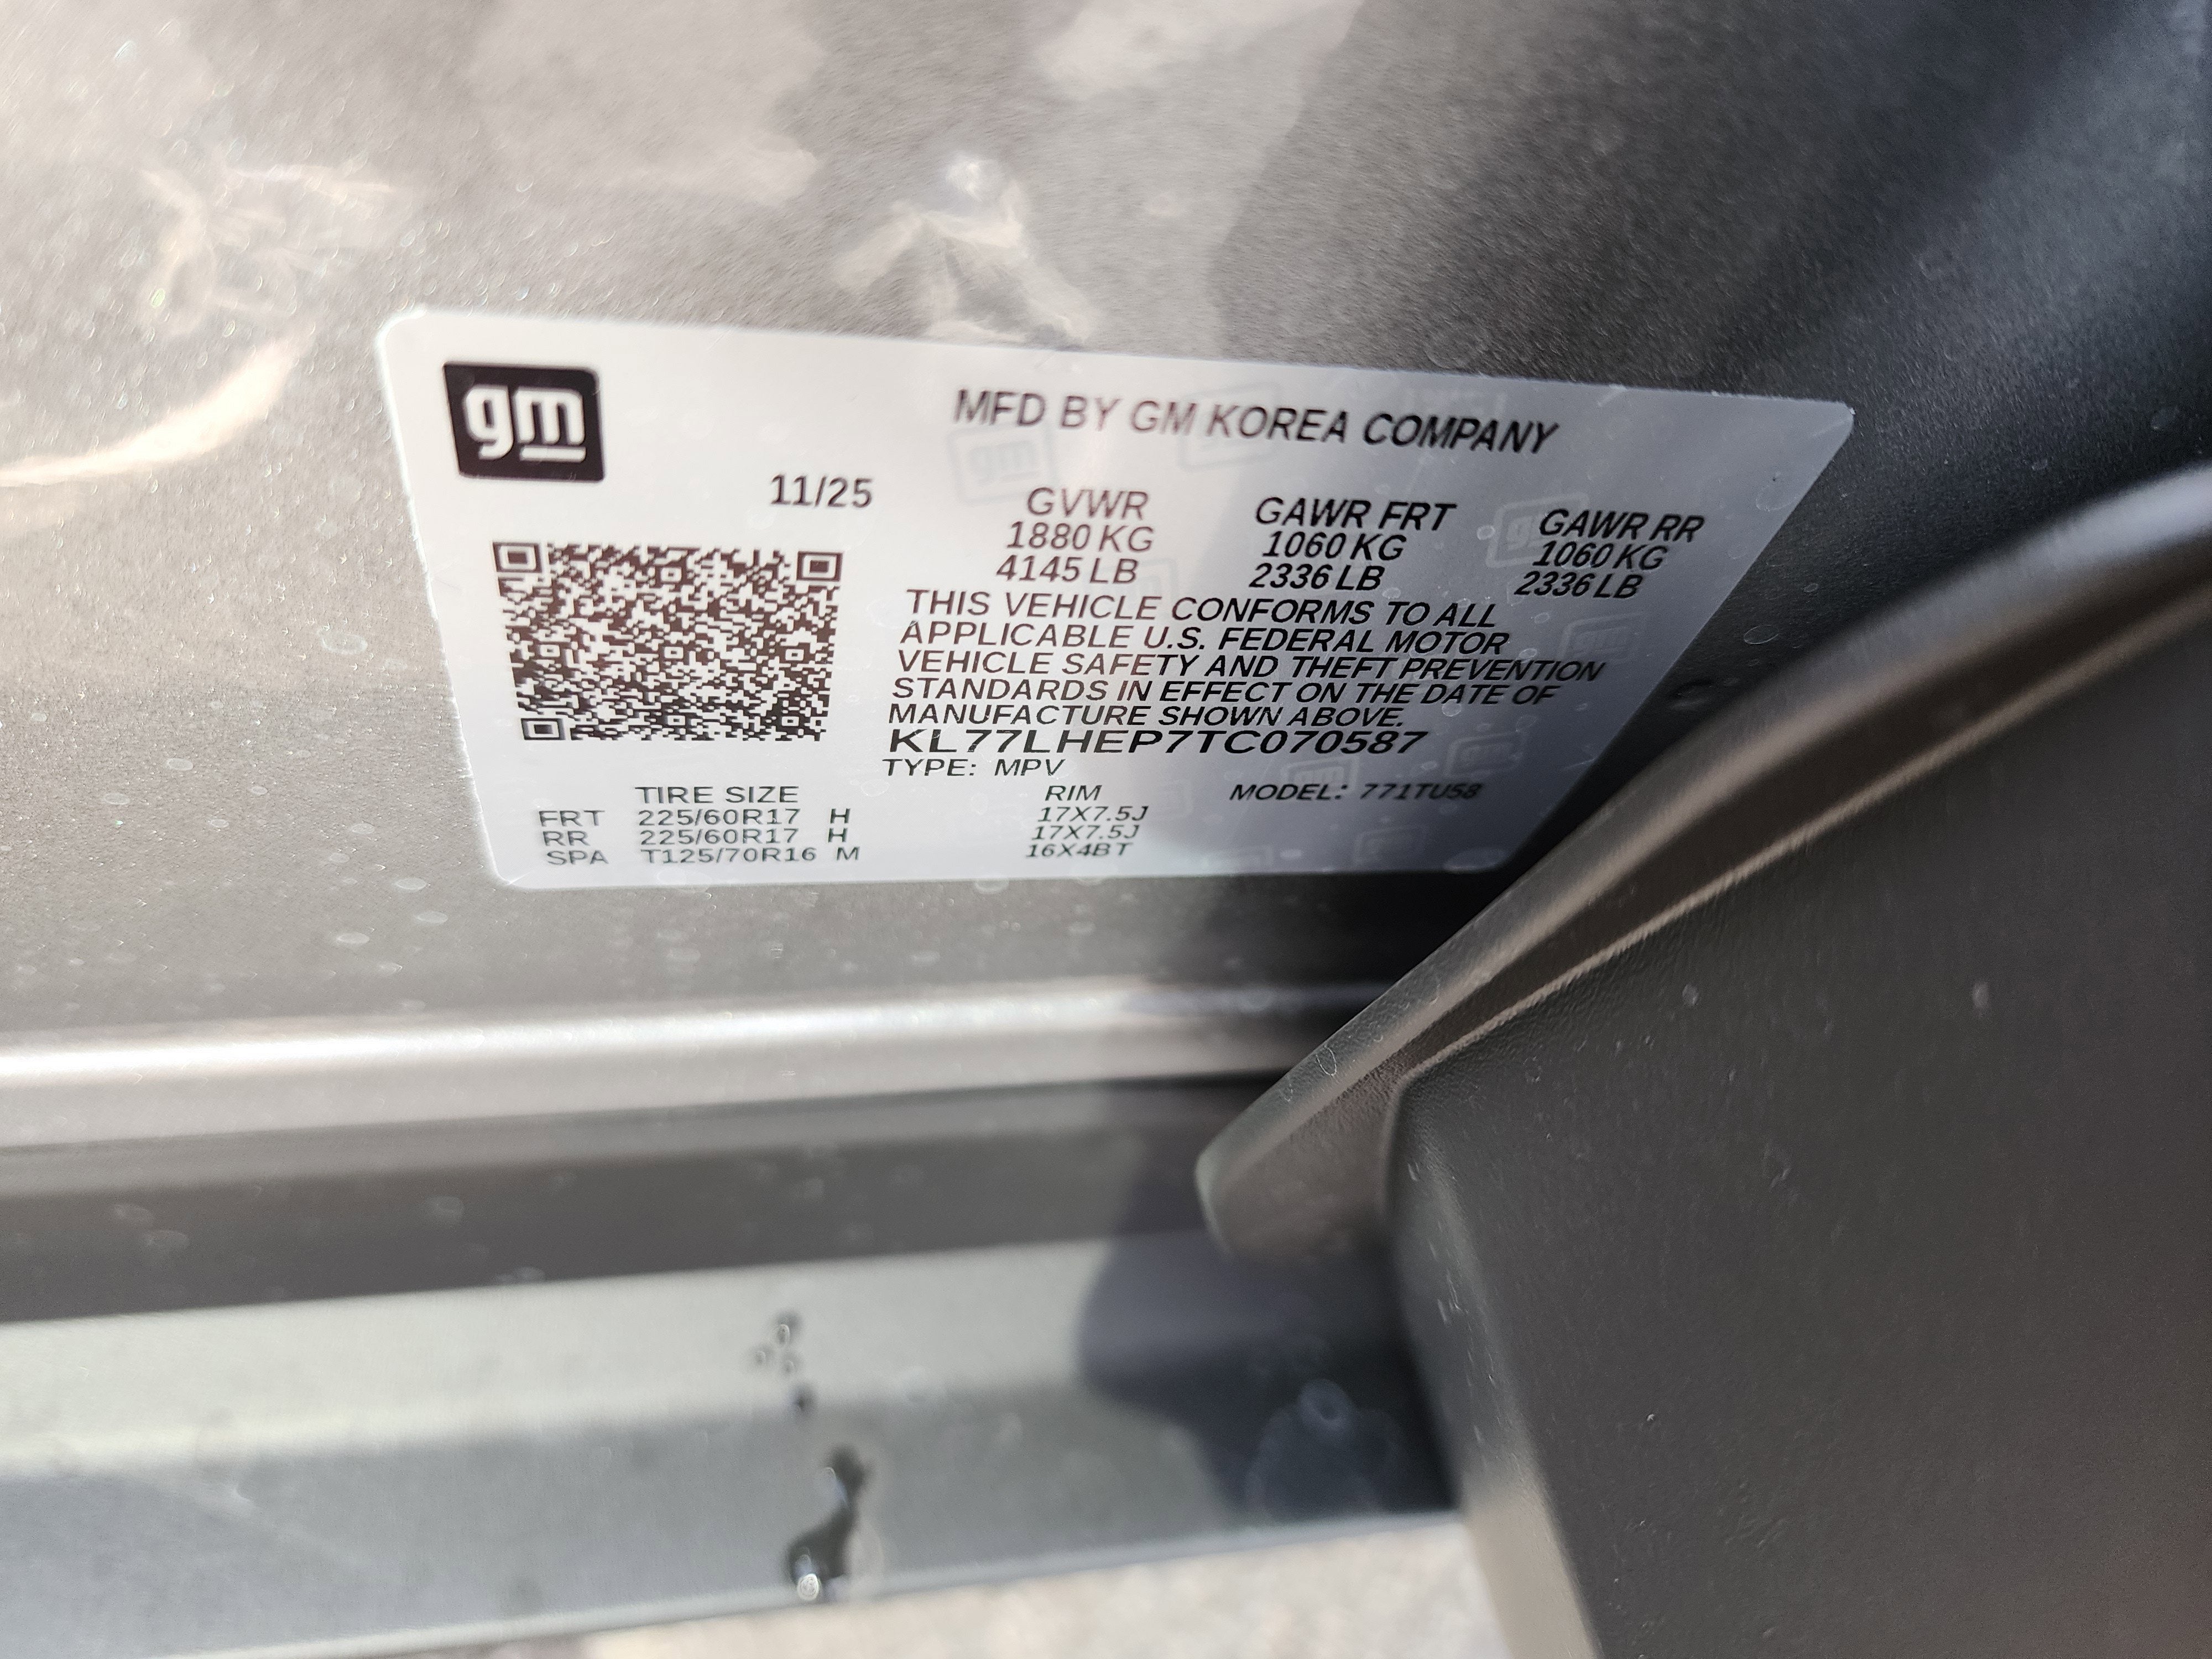 gm
MFD BY GM KOREA COMPANY
11/25
GVWR GAWR FRT GAWR RR
1880 KG 1060 KG 1060 KG
4145 LB 2336 LB 2336 LB
THIS VEHICLE CONFORMS TO ALL
APPLICABLE U.S. FEDERAL MOTOR
VEHICLE SAFETY AND THEFT PREVENTION
STANDARDS IN EFFECT ON THE DATE OF
MANUFACTURE SHOWN ABOVE.
KL77LHEP7TC070587
TYPE: MPV
TIRE SIZE RIM MODEL: 771TU58
FRT 225/60R17 H 17X7.5J
RR 225/60R17 H 17X7.5J
SPA T125/70R16 M 16X4BT